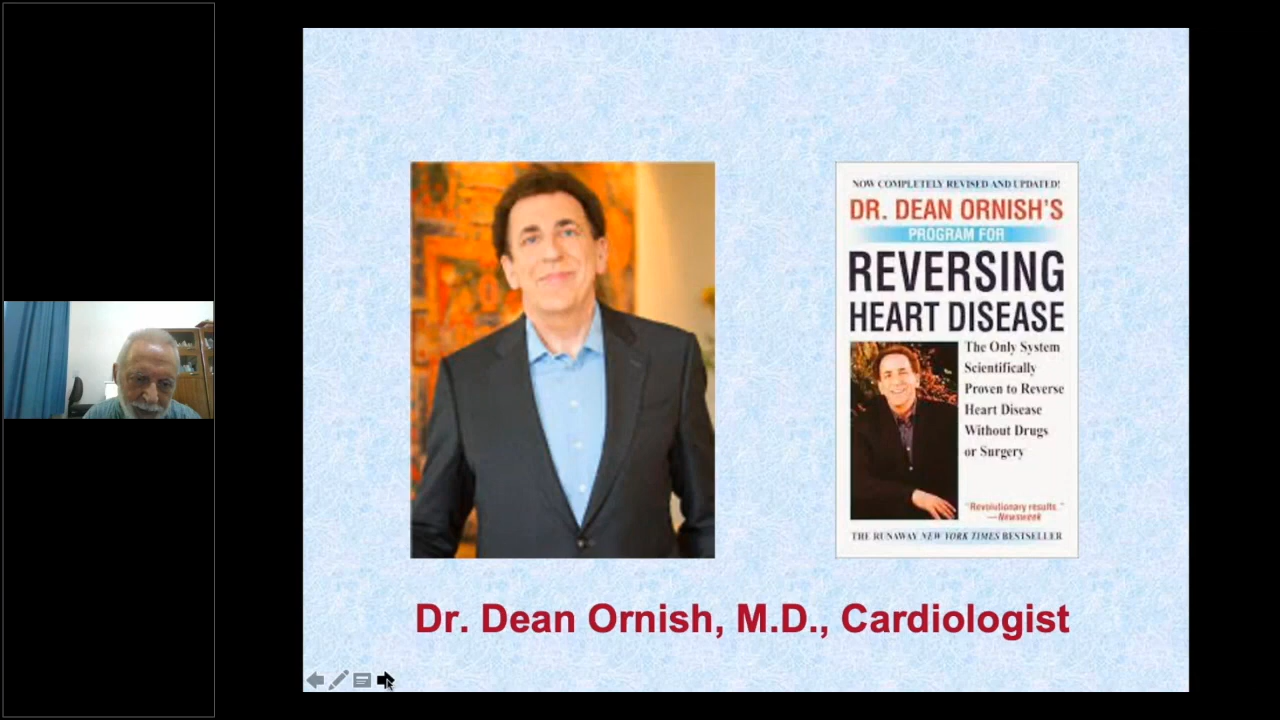 NOW COMPLETELY REVISED AND UPDATED!
DR. DEAN ORNISH'S
PROGRAM FOR
REVERSING
HEART DISEASE
The Only System
Scientifically
Proven to Reverse
Heart Disease
Without Drugs
or Surgery
"Revolutionary results."
—Newsweek
THE RUNAWAY NEW YORK TIMES BESTSELLER
Dr. Dean Ornish, M.D., Cardiologist